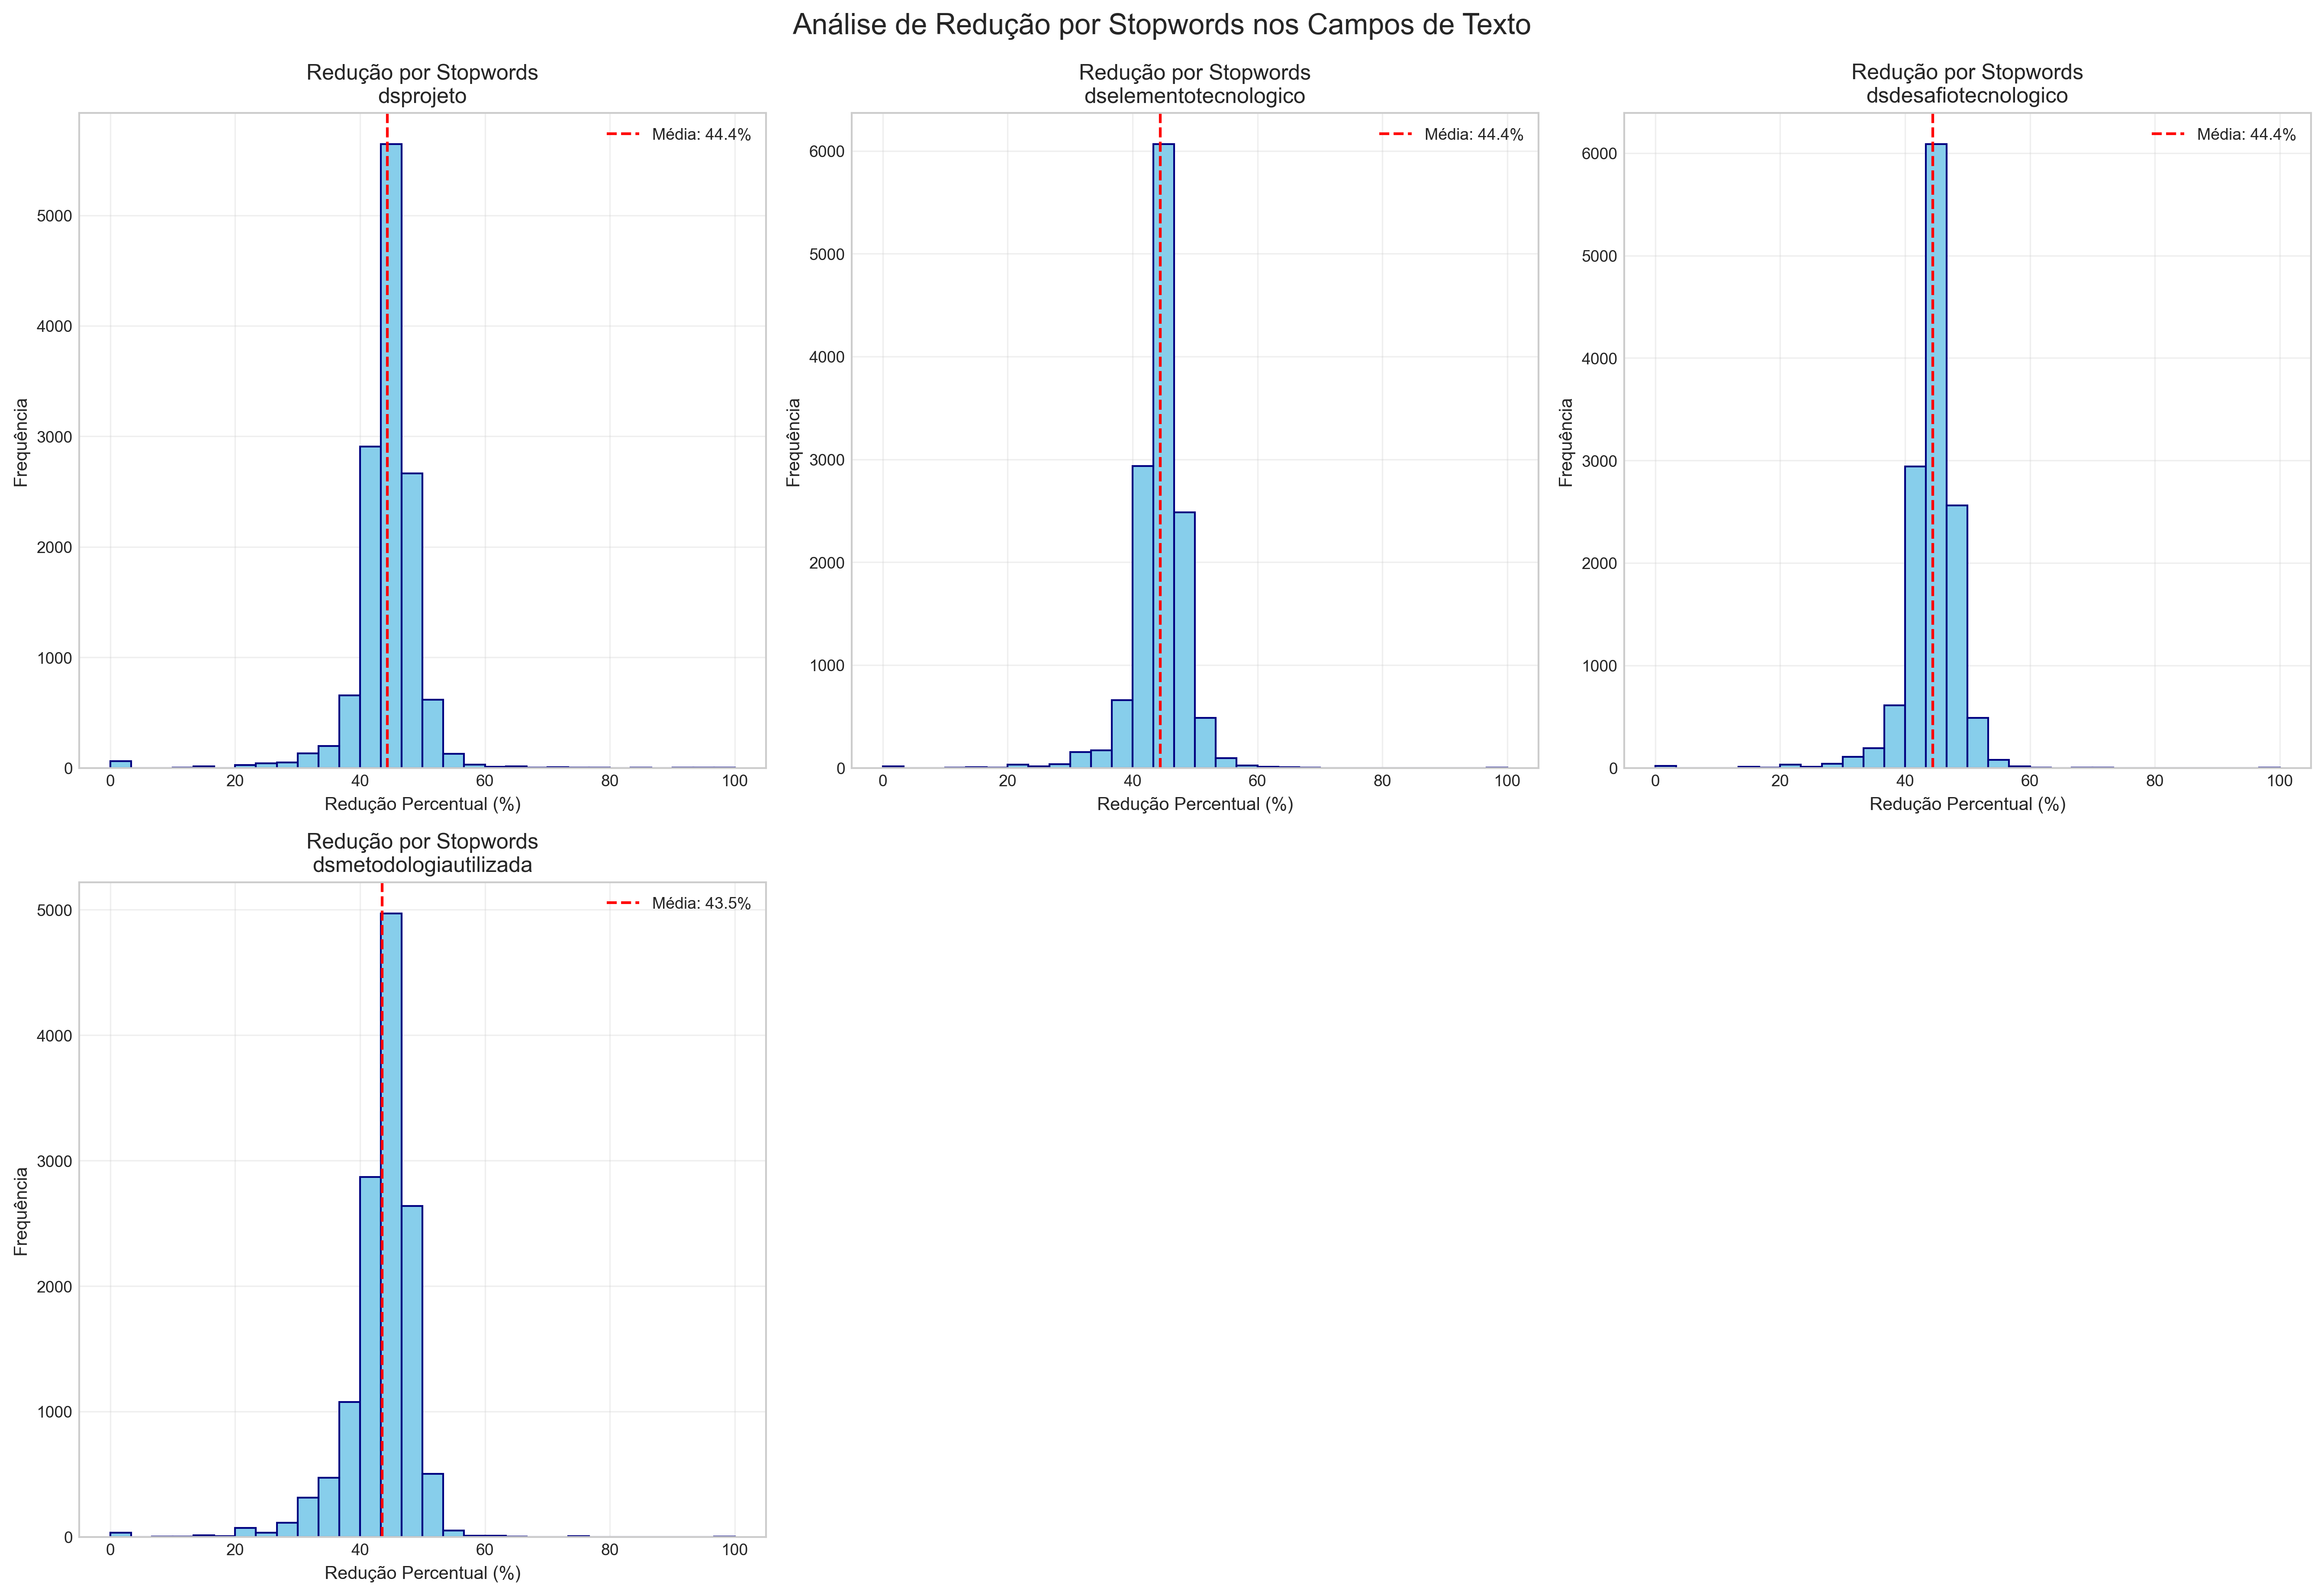 Análise de Redução por Stopwords nos Campos de Texto
Redução por Stopwords
dsprojeto
Média: 44.4%
Frequência
5000
4000
3000
2000
1000
0
0 20 40 60 80 100
Redução Percentual (%)
Redução por Stopwords
dselementotecnologico
Média: 44.4%
Frequência
6000
5000
4000
3000
2000
1000
0
0 20 40 60 80 100
Redução Percentual (%)
Redução por Stopwords
dsdesafiotecnologico
Média: 44.4%
Frequência
6000
5000
4000
3000
2000
1000
0
0 20 40 60 80 100
Redução Percentual (%)
Redução por Stopwords
dsmetodologiautilizada
Média: 43.5%
Frequência
5000
4000
3000
2000
1000
0
0 20 40 60 80 100
Redução Percentual (%)